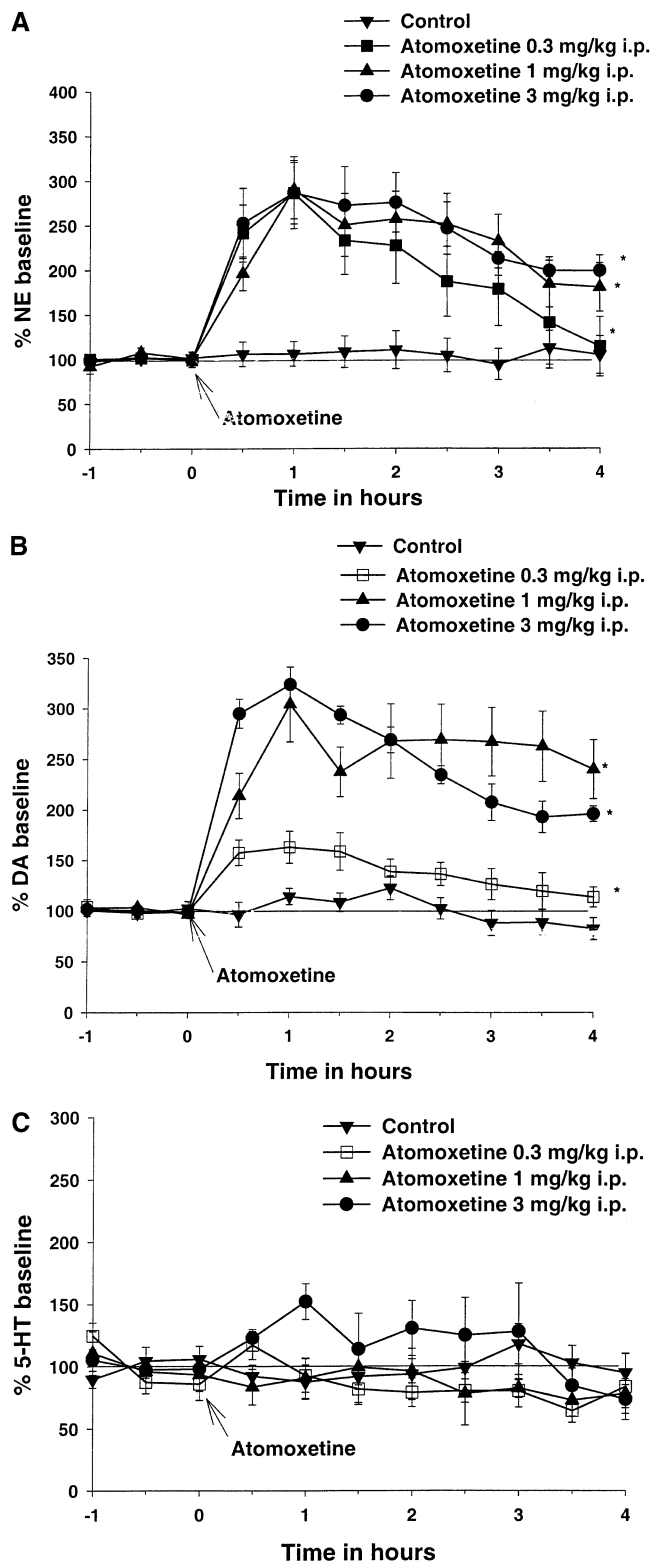 A
Control
Atomoxetine 0.3 mg/kg i.p.
Atomoxetine 1 mg/kg i.p.
Atomoxetine 3 mg/kg i.p.
400
350
300
250
200
150
100
50
0
% NE baseline
*
*
*
Atomoxetine
-1 0 1 2 3 4
Time in hours
B
Control
Atomoxetine 0.3 mg/kg i.p.
Atomoxetine 1 mg/kg i.p.
Atomoxetine 3 mg/kg i.p.
350
300
250
200
150
100
50
0
% DA baseline
*
*
*
Atomoxetine
-1 0 1 2 3 4
Time in hours
C
Control
Atomoxetine 0.3 mg/kg i.p.
Atomoxetine 1 mg/kg i.p.
Atomoxetine 3 mg/kg i.p.
300
250
200
150
100
50
0
% 5-HT baseline
Atomoxetine
-1 0 1 2 3 4
Time in hours